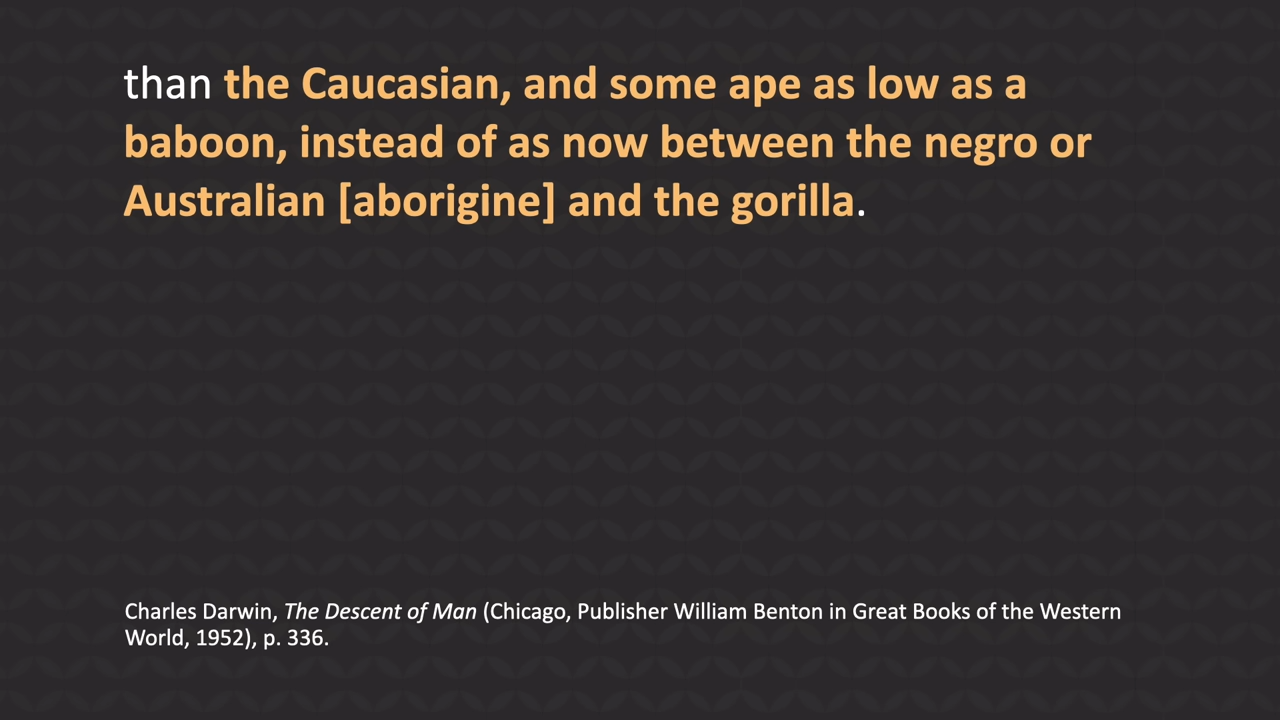 than the Caucasian, and some ape as low as a
baboon, instead of as now between the negro or
Australian [aborigine] and the gorilla.
Charles Darwin, The Descent of Man (Chicago, Publisher William Benton in Great Books of the Western
World, 1952), p. 336.